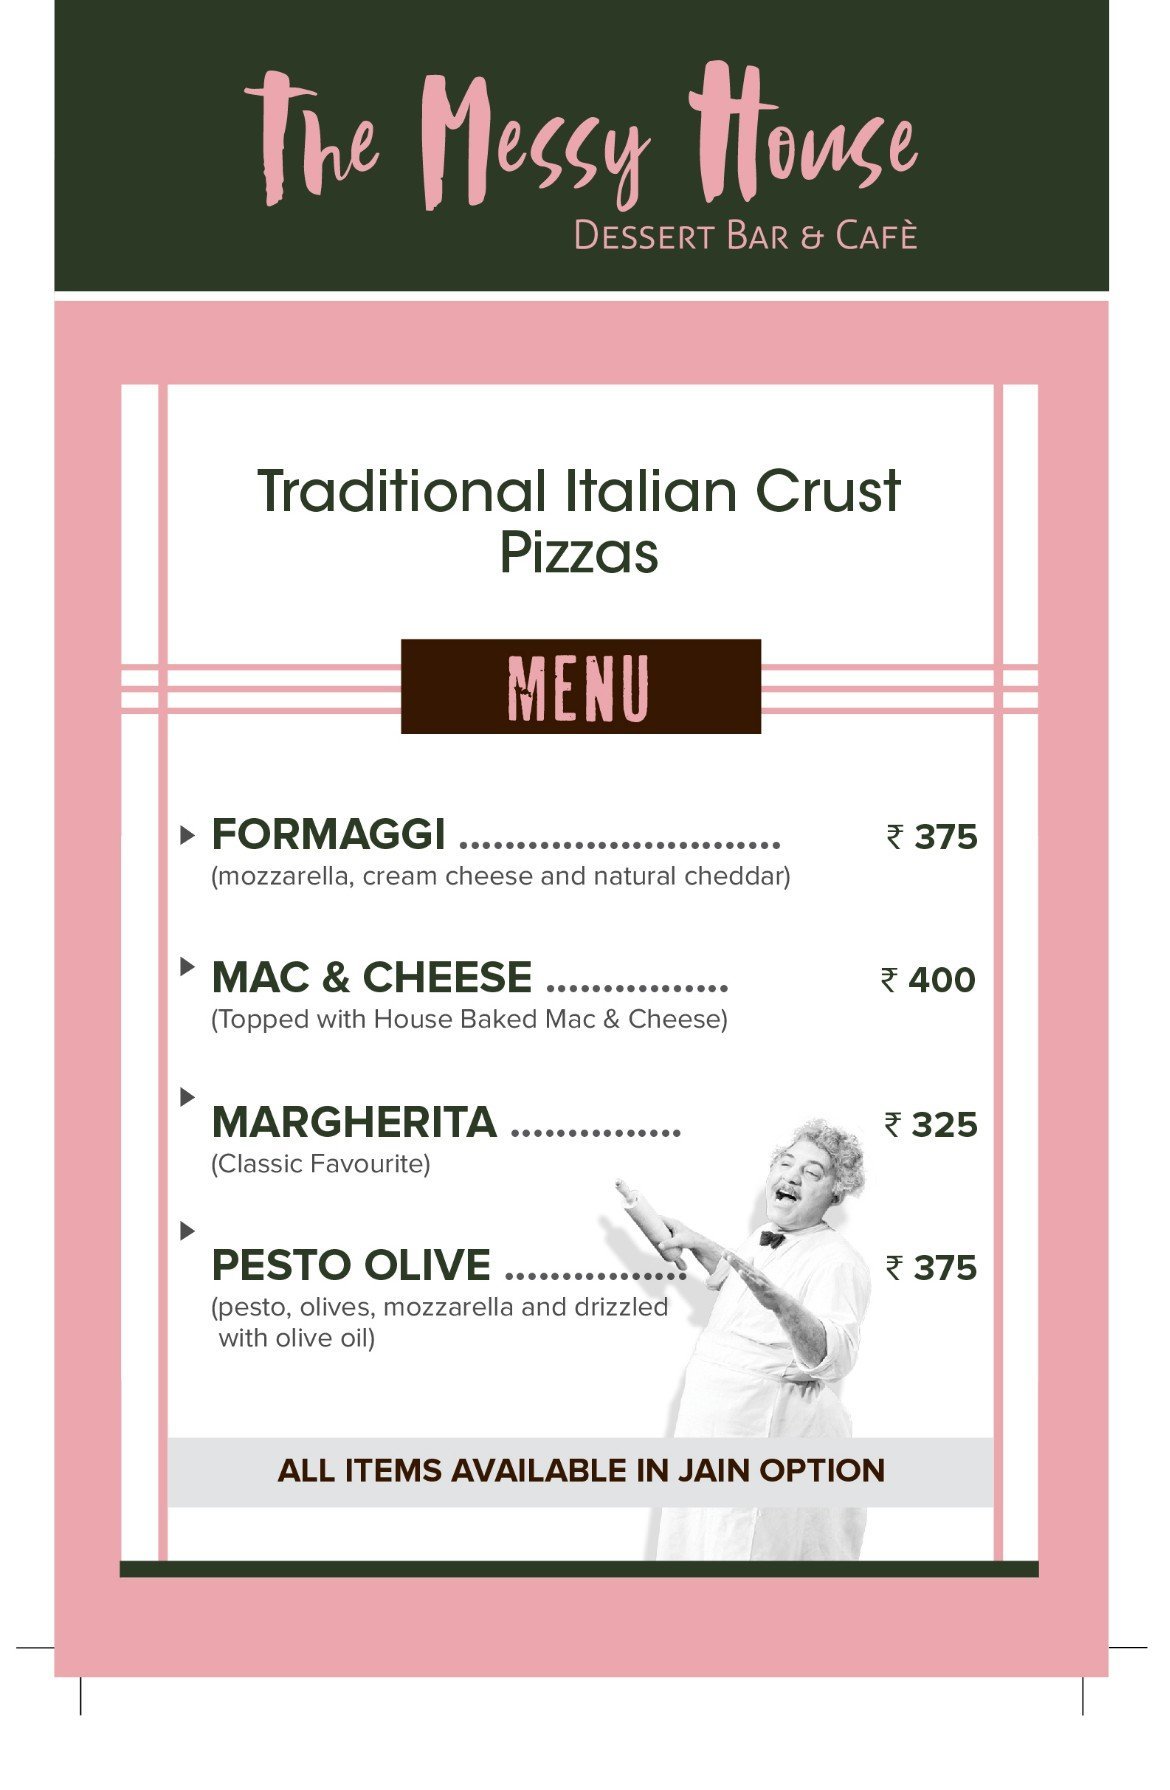 The Messy House
Dessert Bar & Cafè
Traditional Italian Crust
Pizzas
MENU
FORMAGGI ............................ ₹ 375
(mozzarella, cream cheese and natural cheddar)
MAC & CHEESE ................ ₹ 400
(Topped with House Baked Mac & Cheese)
MARGHERITA ............... ₹ 325
(Classic Favourite)
PESTO OLIVE ................ ₹ 375
(pesto, olives, mozzarella and drizzled
with olive oil)
ALL ITEMS AVAILABLE IN JAIN OPTION